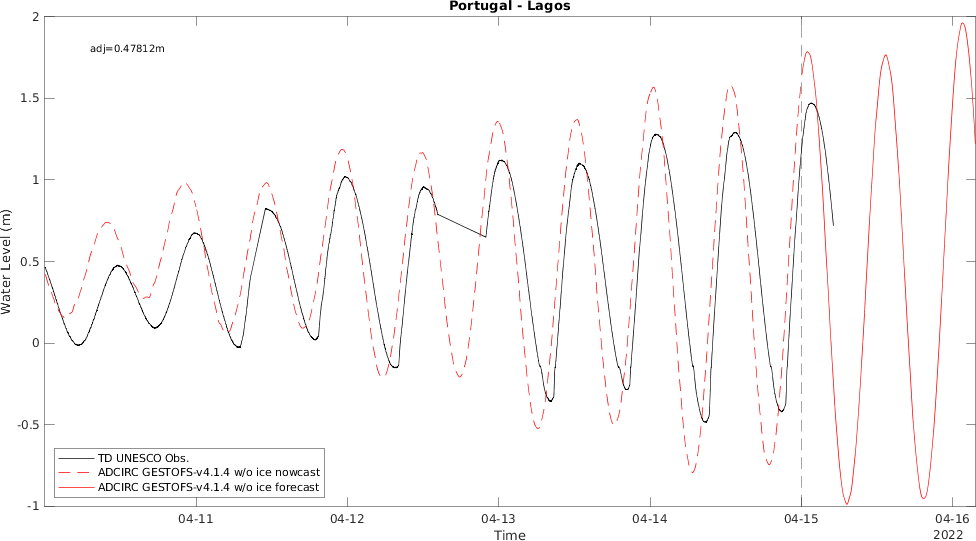 Portugal - Lagos
adj=0.47812m
2
1.5
1
0.5
0
-0.5
-1
Water Level (m)
TD UNESCO Obs.
ADCIRC GESTOFS-v4.1.4 w/o ice nowcast
ADCIRC GESTOFS-v4.1.4 w/o ice forecast
04-11 04-12 04-13 04-14 04-15 04-16
Time 2022